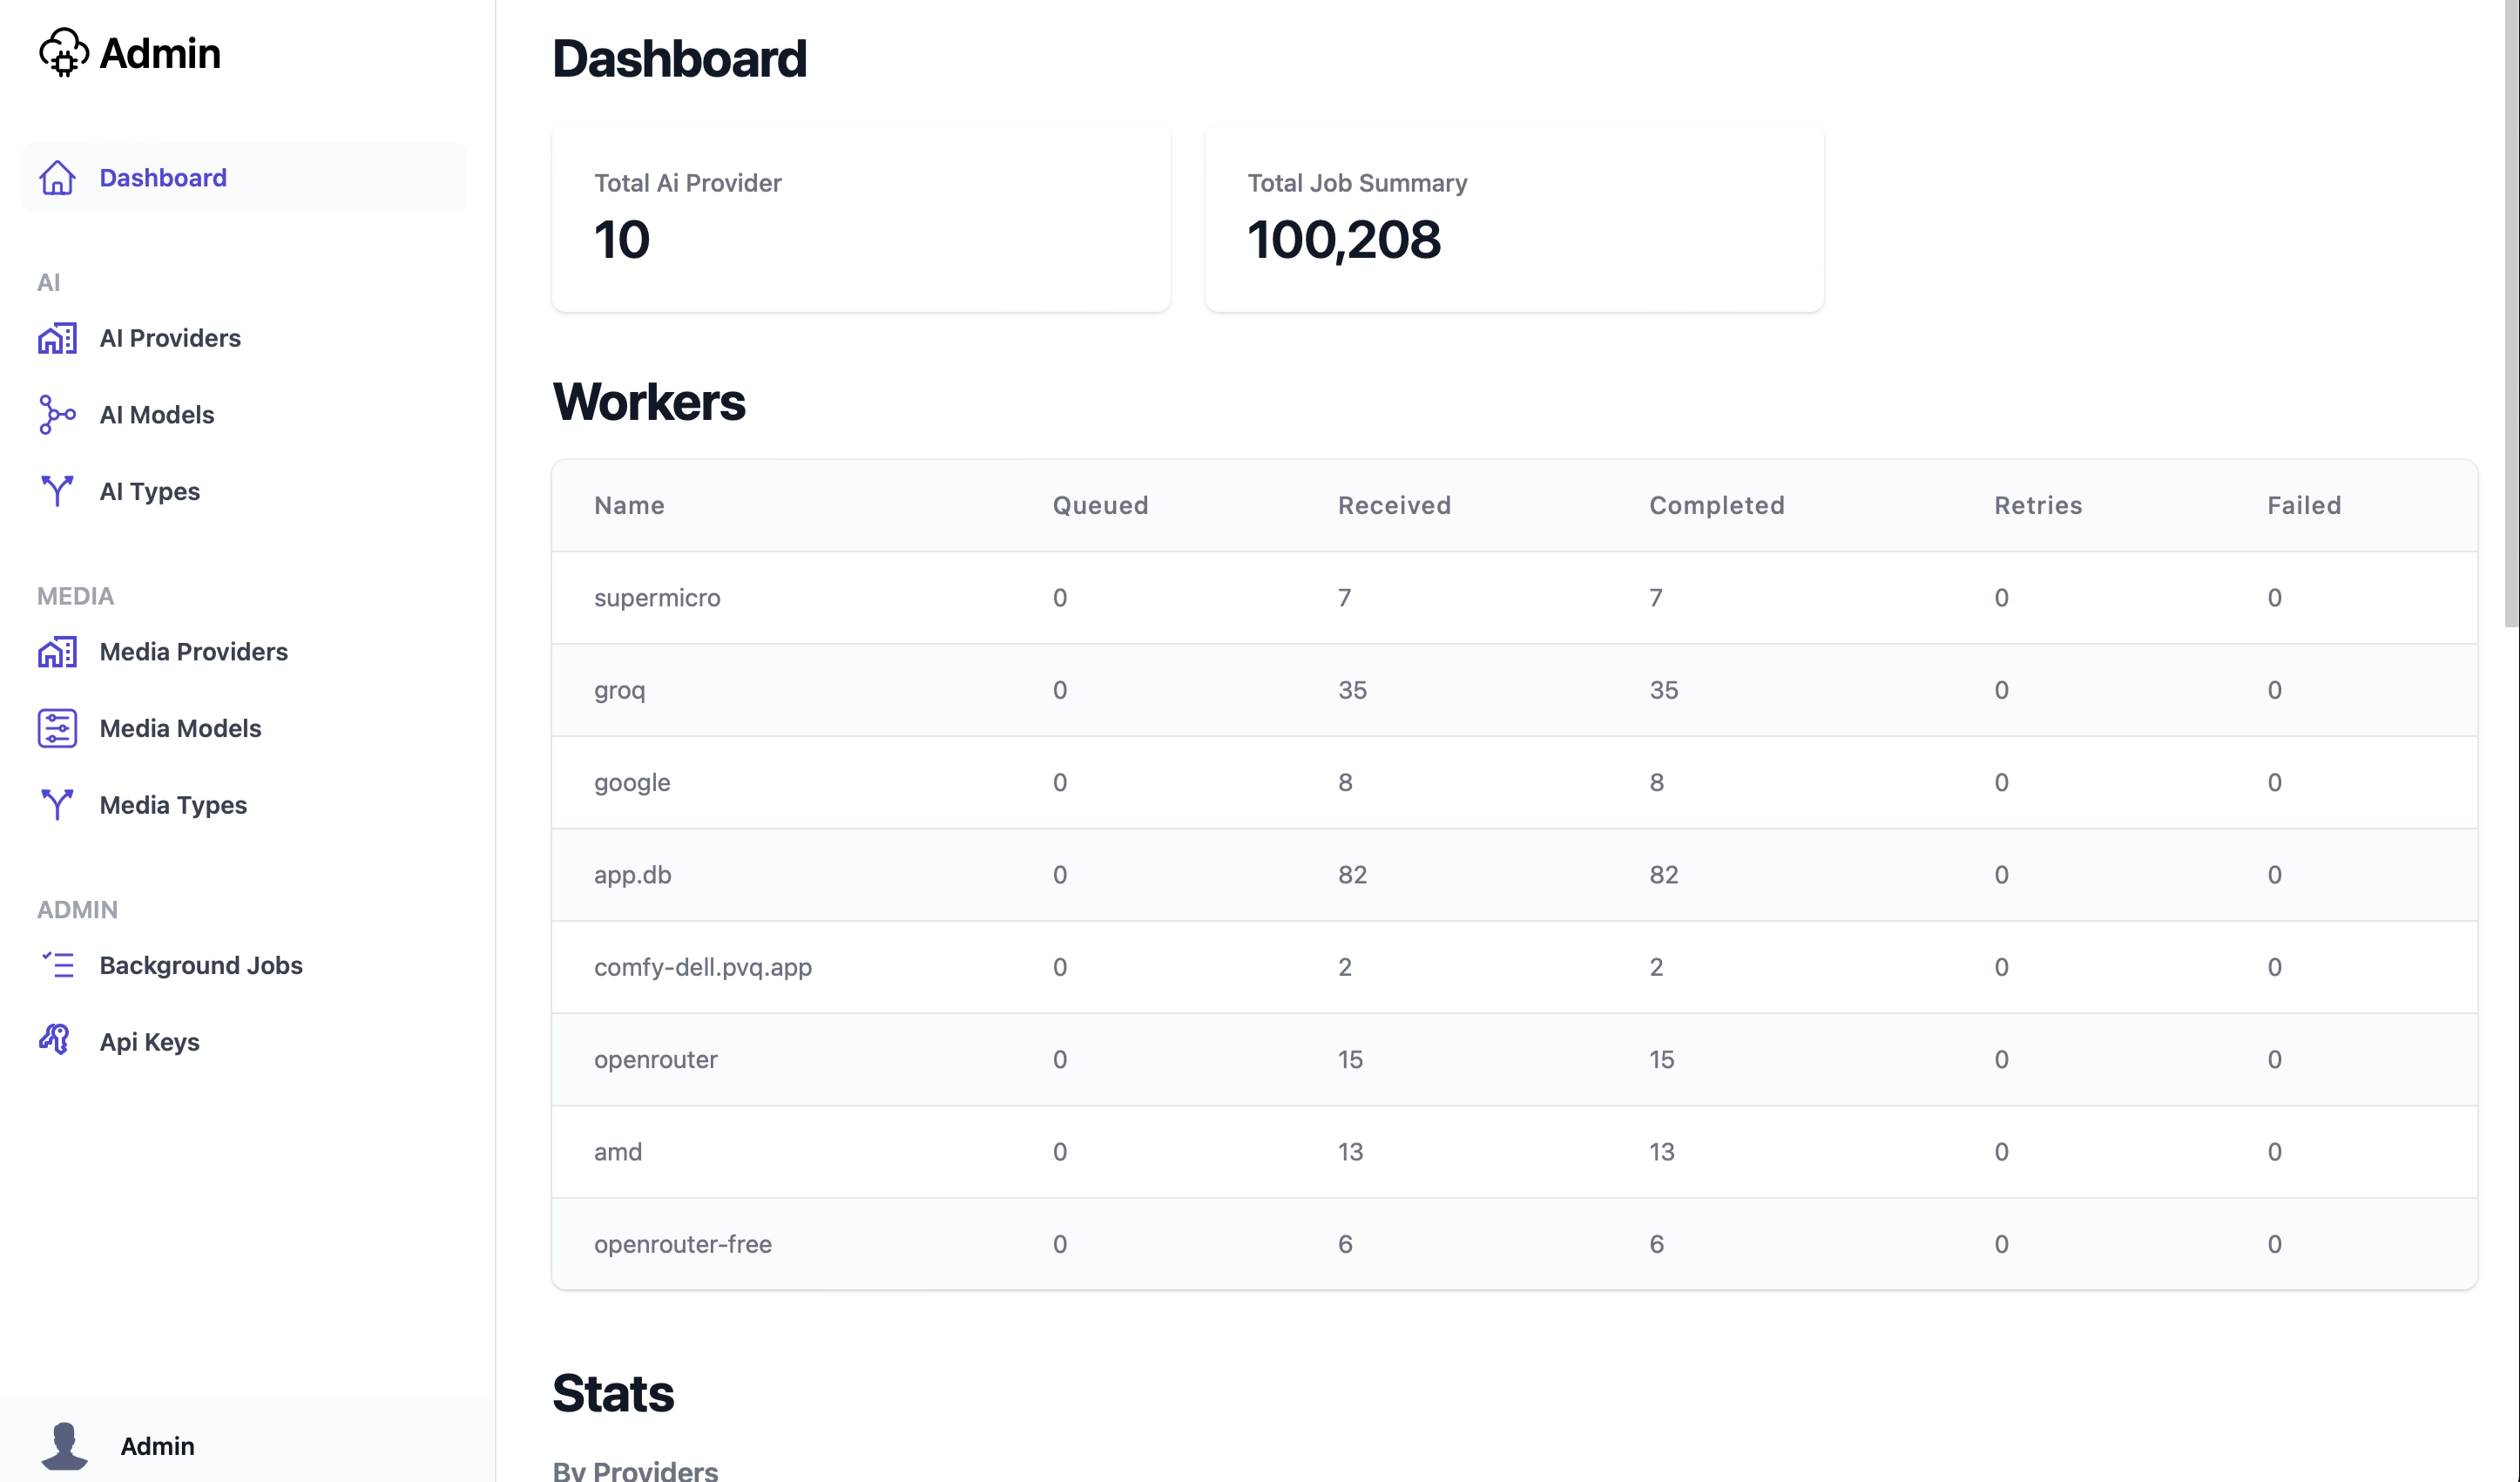 Admin
Dashboard
AI
AI Providers
AI Models
AI Types
MEDIA
Media Providers
Media Models
Media Types
ADMIN
Background Jobs
Api Keys
Admin
Dashboard
Total Ai Provider
10
Total Job Summary
100,208
Workers
Name Queued Received Completed Retries Failed
supermicro 0 7 7 0 0
groq 0 35 35 0 0
google 0 8 8 0 0
app.db 0 82 82 0 0
comfy-dell.pvq.app 0 2 2 0 0
openrouter 0 15 15 0 0
amd 0 13 13 0 0
openrouter-free 0 6 6 0 0
Stats
By Providers